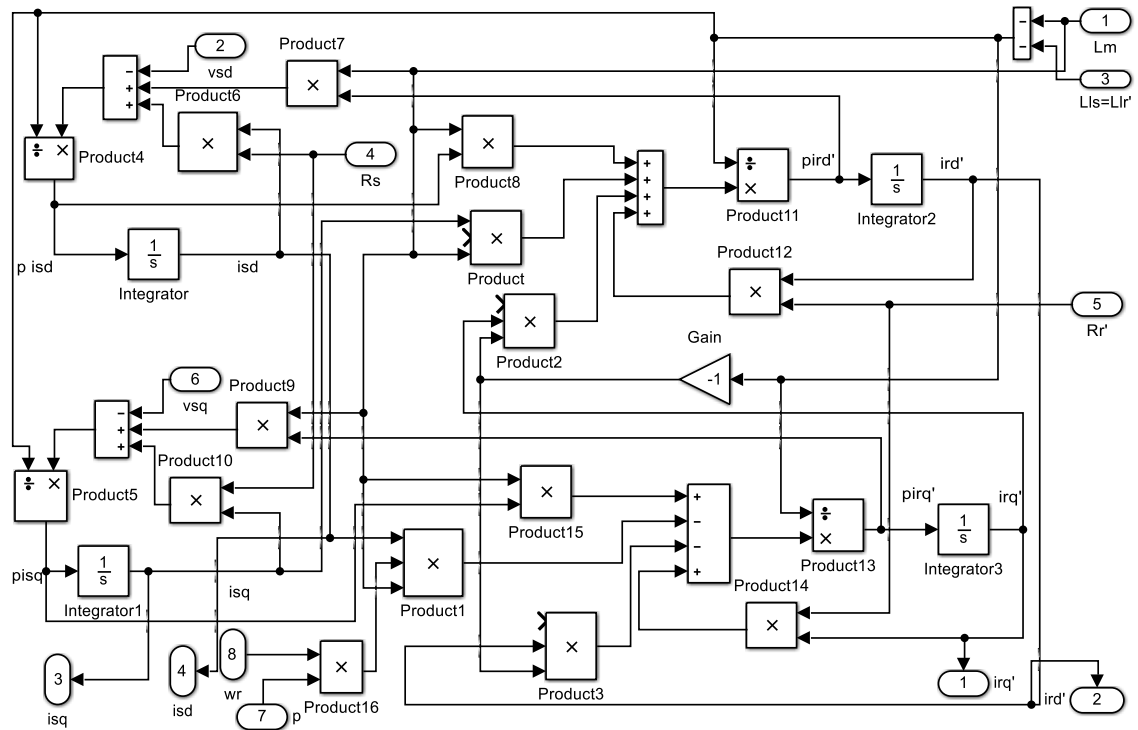 1
Lm
2
vsd
Product7
×
−
−
−
+
+
3
Lls=Llr'
Product6
×
÷ ×
Product4
4
Rs
×
Product8
+
+
+
+
÷
×
Product11
pird'
1
s
Integrator2
ird'
p isd
1
s
Integrator
isd
×
Product
Product12
×
5
Rr'
×
Product2
Gain
-1
6
vsq
Product9
×
−
+
+
÷ ×
Product5
Product10
×
×
Product15
+
−
−
+
÷
×
Product13
pirq'
1
s
Integrator3
irq'
pisq
1
s
Integrator1
isq
×
Product1
Product14
×
3
isq
4
isd
8
wr
7
p
×
Product16
×
Product3
1
irq'
ird'
2